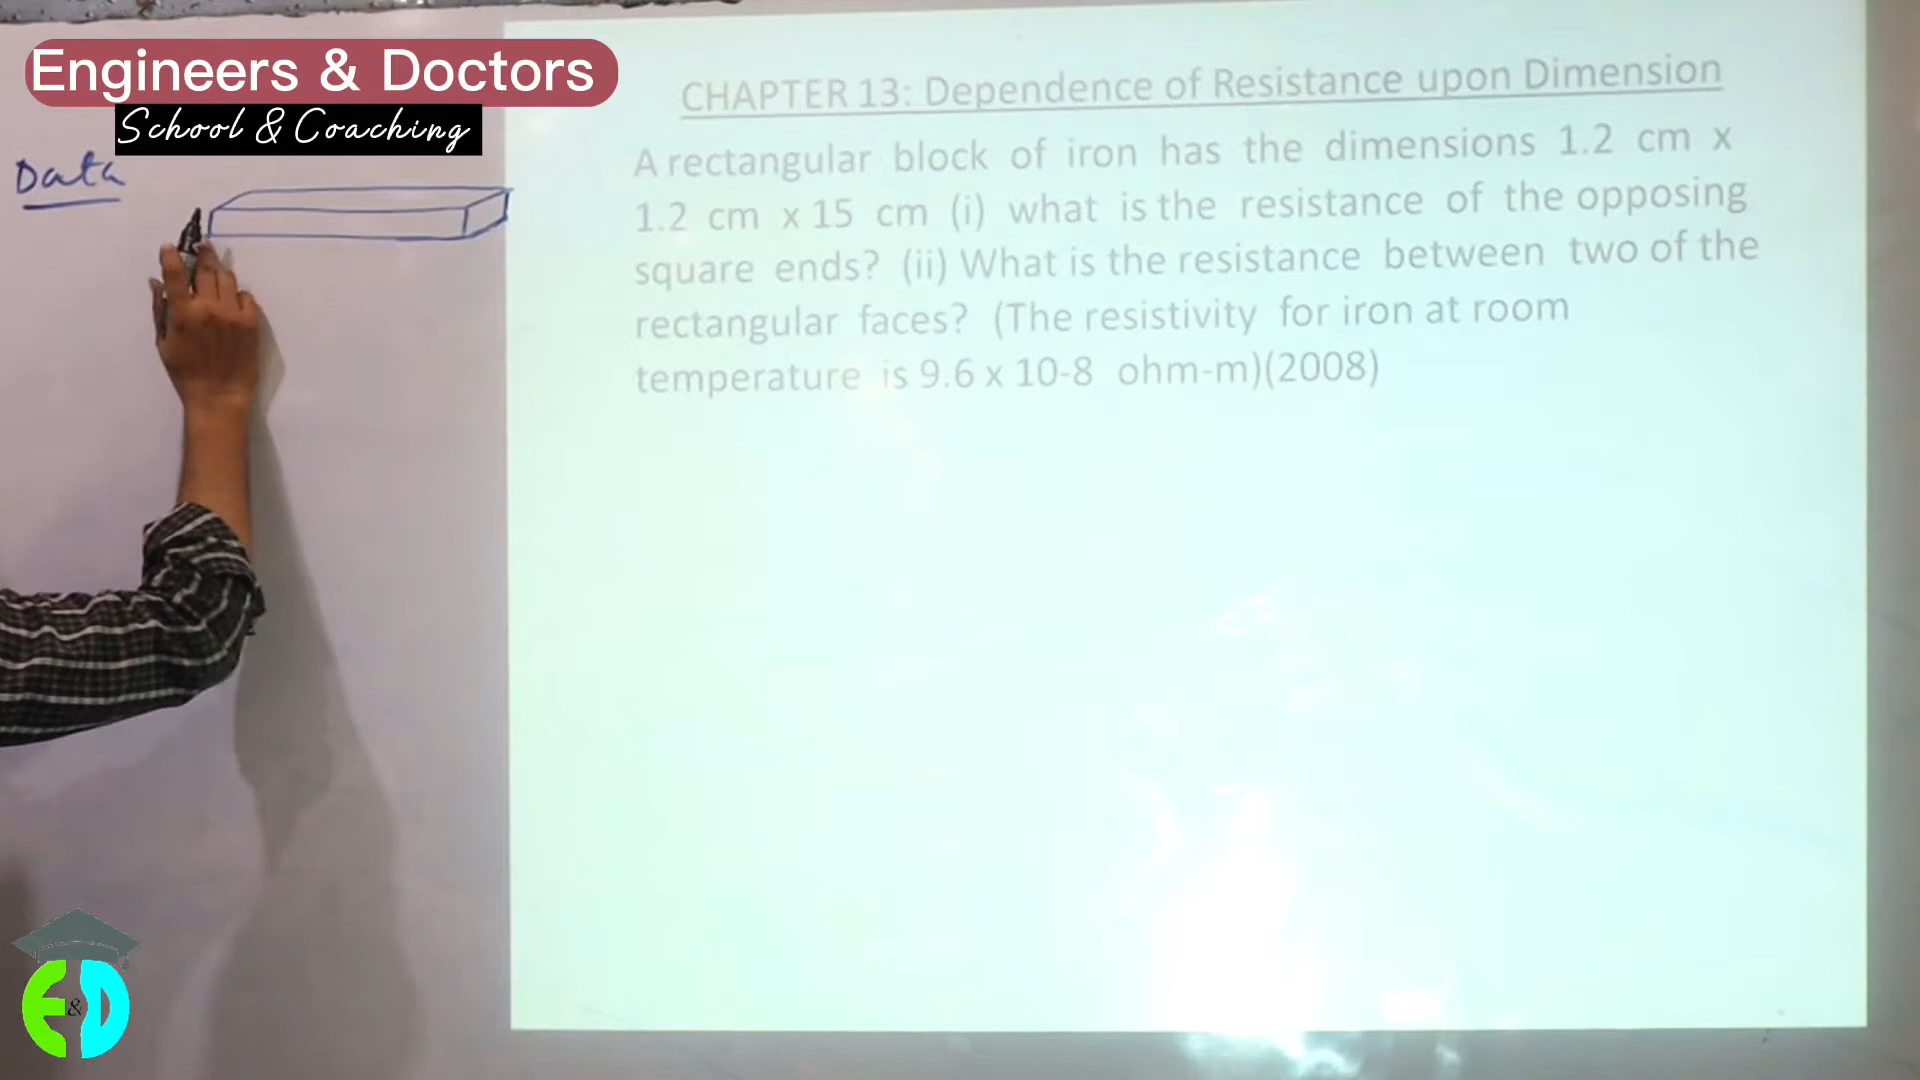 Engineers & Doctors
School & Coaching
Data
CHAPTER 13: Dependence of Resistance upon Dimension
A rectangular block of iron has the dimensions 1.2 cm x
1.2 cm x 15 cm (i) what is the resistance of the opposing
square ends? (ii) What is the resistance between two of the
rectangular faces? (The resistivity for iron at room
temperature is 9.6 x 10-8 ohm-m)(2008)
E&D